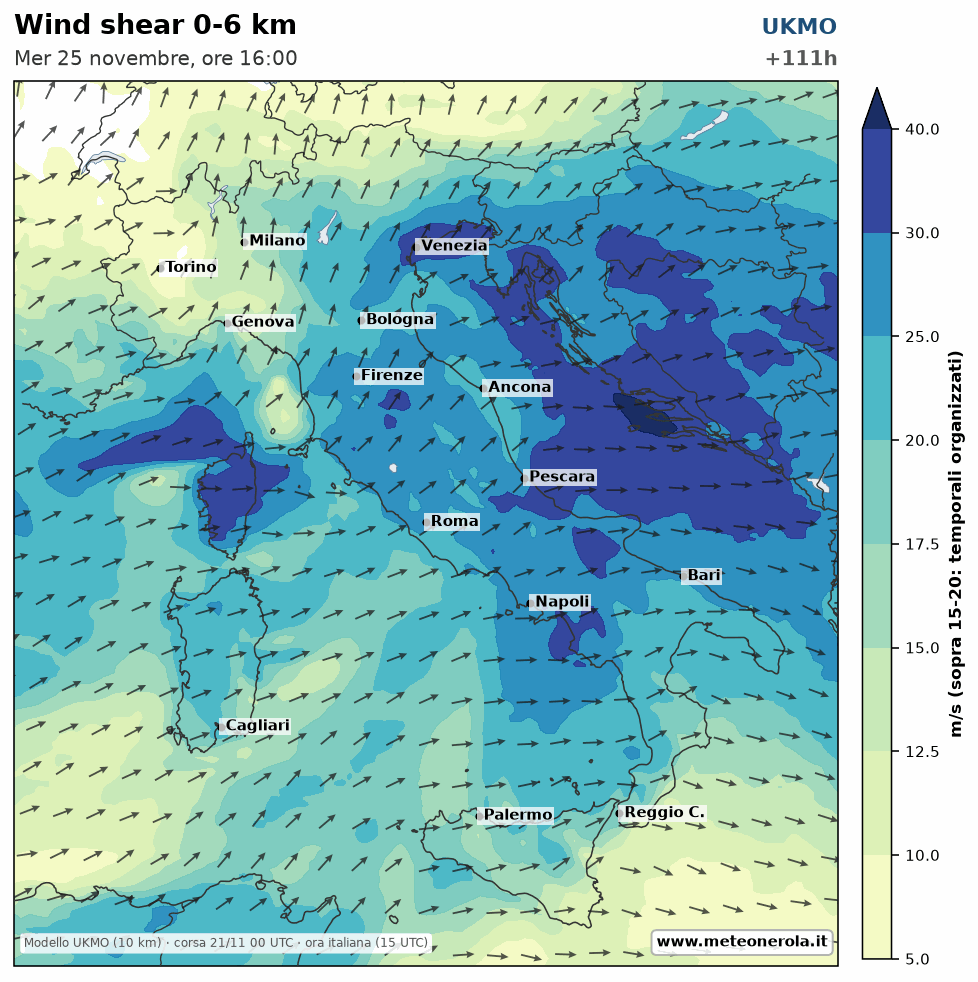 Wind shear 0-6 km
UKMO
Mer 25 novembre, ore 16:00
+111h
Milano
Venezia
Torino
Genova
Bologna
Firenze
Ancona
Pescara
Roma
Bari
Napoli
Cagliari
Palermo
Reggio C.
40.0
30.0
25.0
20.0
17.5
15.0
12.5
10.0
5.0
m/s (sopra 15-20: temporali organizzati)
Modello UKMO (10 km) · corsa 21/11 00 UTC · ora italiana (15 UTC)
www.meteonerola.it